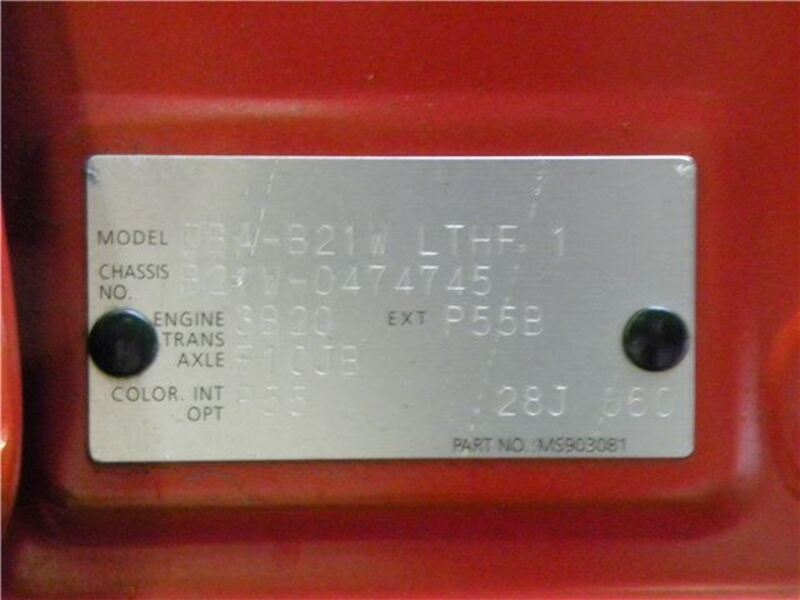 MODEL DBA-B21W LTHF 1
CHASSIS NO. B21W-0474745
ENGINE 3B20 EXT P55B
TRANS AXLE F1CJB
COLOR. INT OPT P55 28J 660
PART NO. MS903081